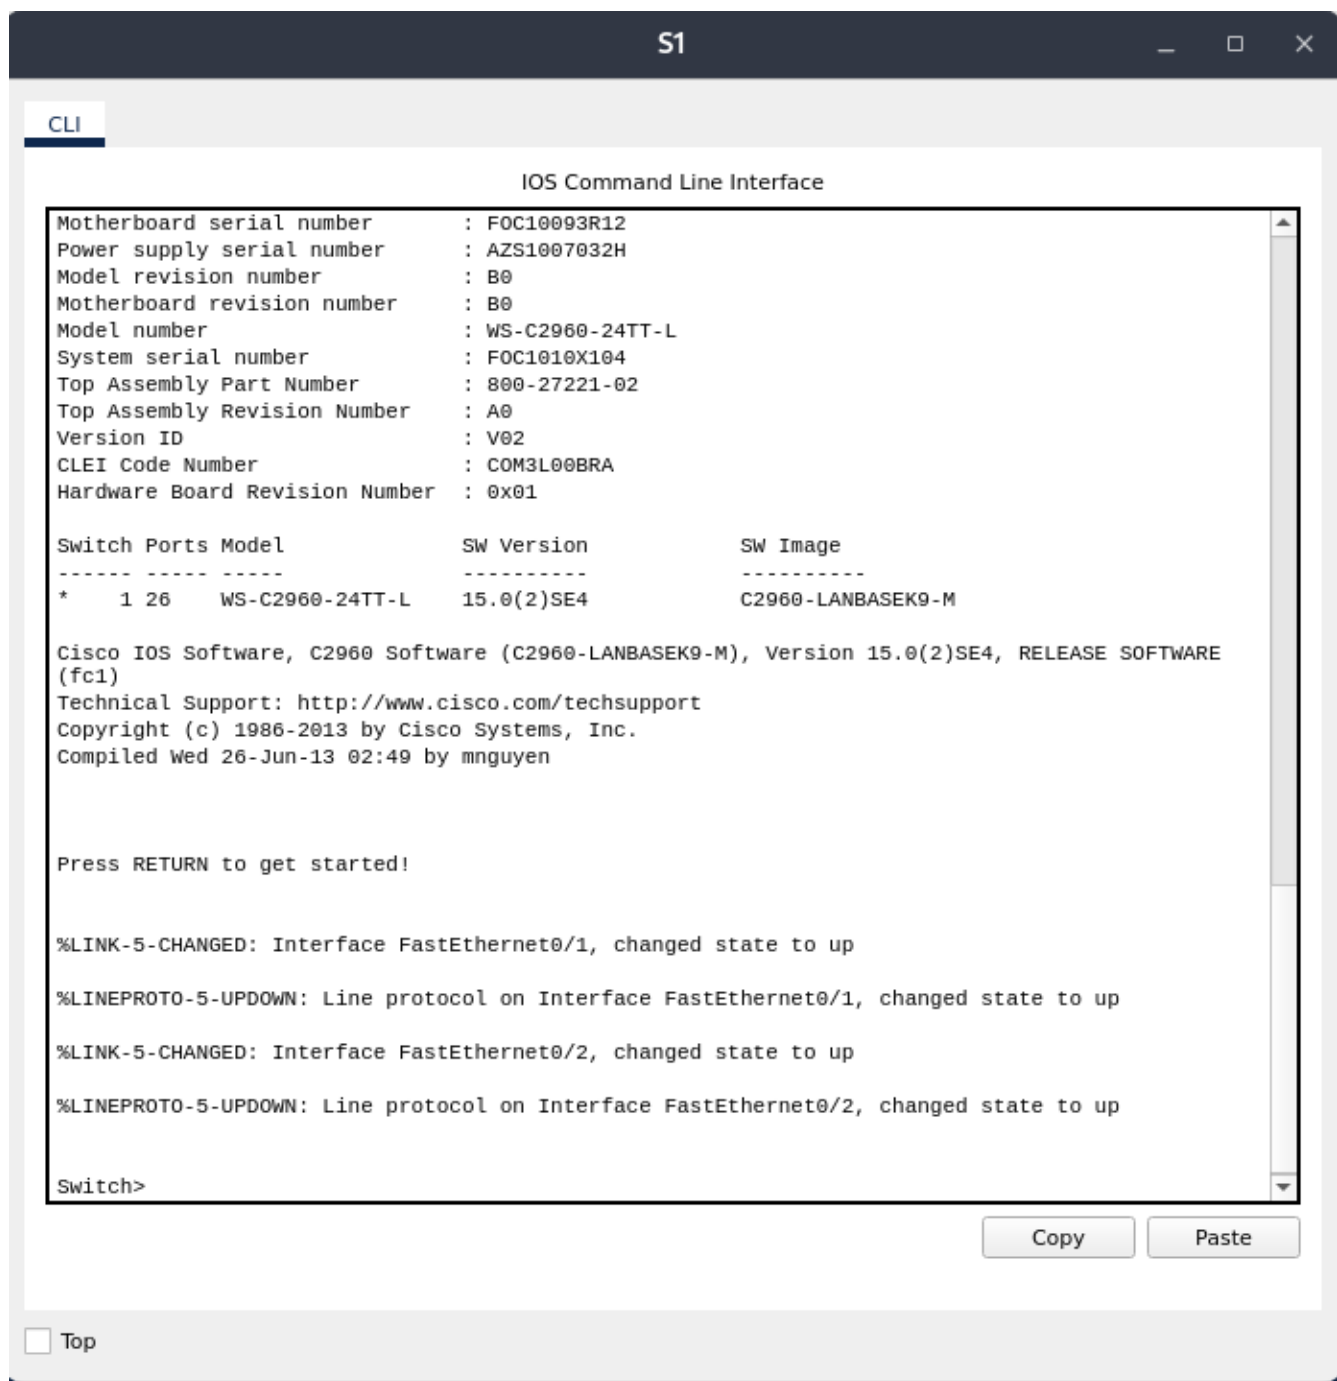 S1
CLI
IOS Command Line Interface
Motherboard serial number       : FOC10093R12
Power supply serial number      : AZS1007032H
Model revision number           : B0
Motherboard revision number     : B0
Model number                    : WS-C2960-24TT-L
System serial number            : FOC1010X104
Top Assembly Part Number        : 800-27221-02
Top Assembly Revision Number    : A0
Version ID                      : V02
CLEI Code Number                : COM3L00BRA
Hardware Board Revision Number  : 0x01
Switch Ports Model              SW Version            SW Image
------ ----- -----              ----------            ----------
*    1 26    WS-C2960-24TT-L    15.0(2)SE4            C2960-LANBASEK9-M
Cisco IOS Software, C2960 Software (C2960-LANBASEK9-M), Version 15.0(2)SE4, RELEASE SOFTWARE
(fc1)
Technical Support: http://www.cisco.com/techsupport
Copyright (c) 1986-2013 by Cisco Systems, Inc.
Compiled Wed 26-Jun-13 02:49 by mnguyen
Press RETURN to get started!
%LINK-5-CHANGED: Interface FastEthernet0/1, changed state to up
%LINEPROTO-5-UPDOWN: Line protocol on Interface FastEthernet0/1, changed state to up
%LINK-5-CHANGED: Interface FastEthernet0/2, changed state to up
%LINEPROTO-5-UPDOWN: Line protocol on Interface FastEthernet0/2, changed state to up
Switch>
Copy Paste
Top